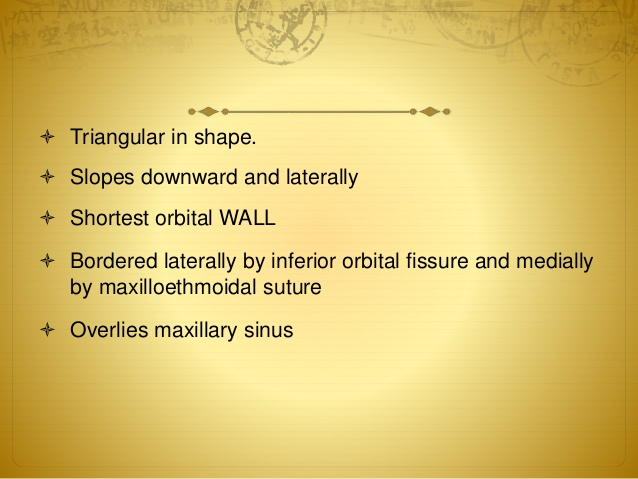 Triangular in shape.
Slopes downward and laterally
Shortest orbital WALL
Bordered laterally by inferior orbital fissure and medially
by maxilloethmoidal suture
Overlies maxillary sinus